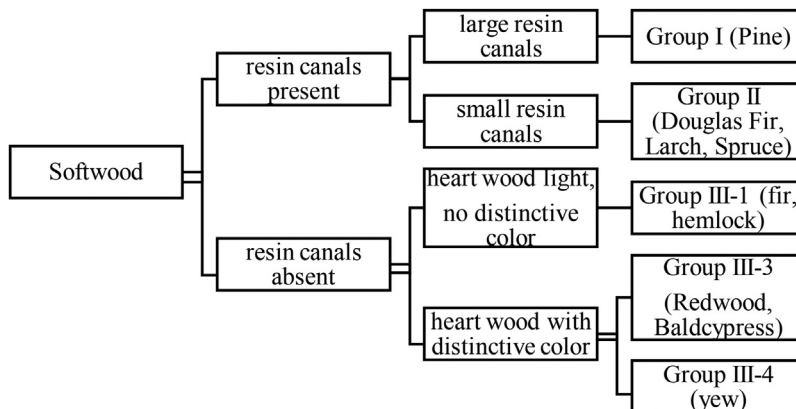 Softwood
resin canals
present
resin canals
absent
large resin
canals
small resin
canals
heart wood light,
no distinctive
color
heart wood with
distinctive color
Group I (Pine)
Group II
(Douglas Fir,
Larch, Spruce)
Group III-1 (fir,
hemlock)
Group III-3
(Redwood,
Baldcypress)
Group III-4
(yew)